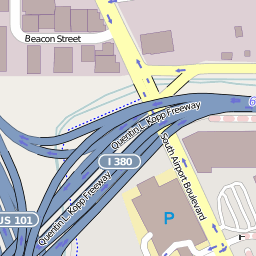 Beacon Street
Quentin L. Kopp Freeway
I 380
South Airport Boulevard
Quentin L. Kopp Freeway
P
US 101